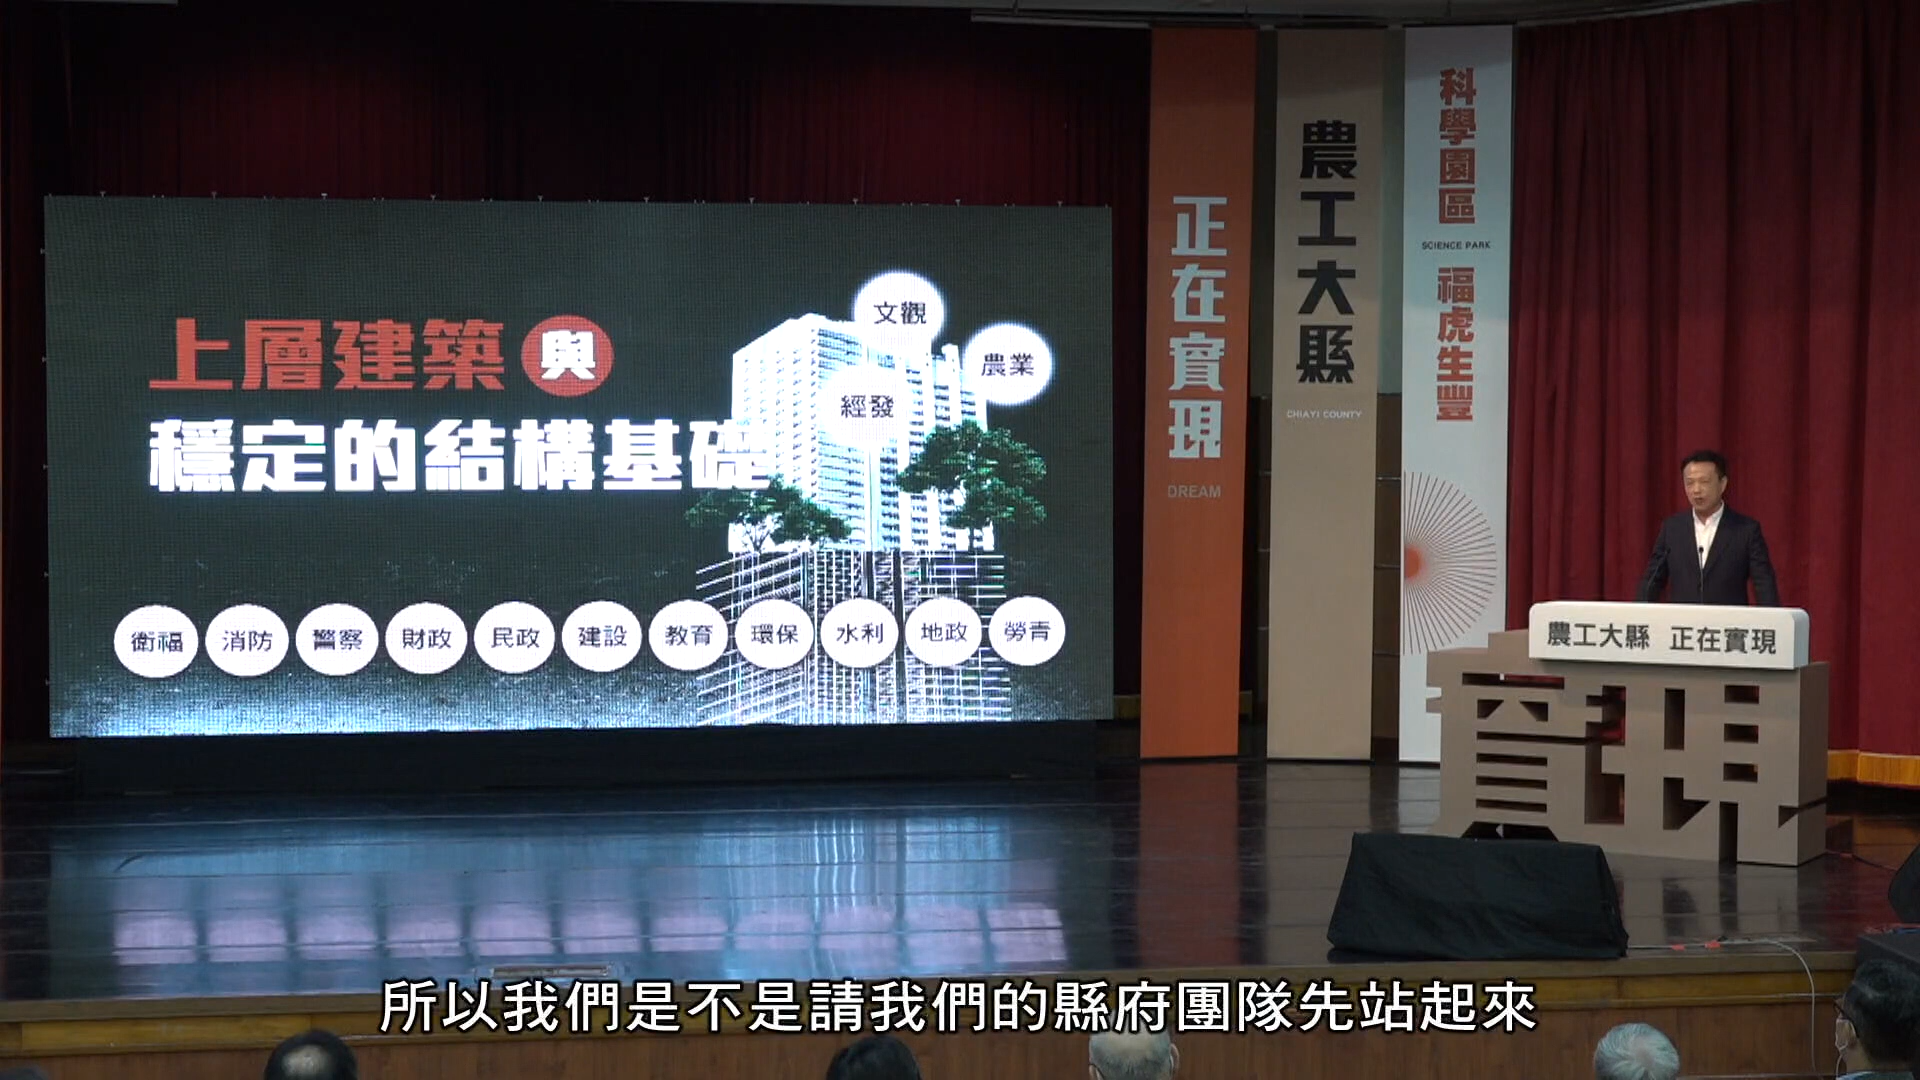 上層建築與
穩定的結構基礎
文觀
農業
經發
衛福
消防
警察
財政
民政
建設
教育
環保
水利
地政
勞青
正在實現
DREAM
農工大縣
CHIAYI COUNTY
科學園區
SCIENCE PARK
福虎生豐
農工大縣 正在實現
實現
所以我們是不是請我們的縣府團隊先站起來